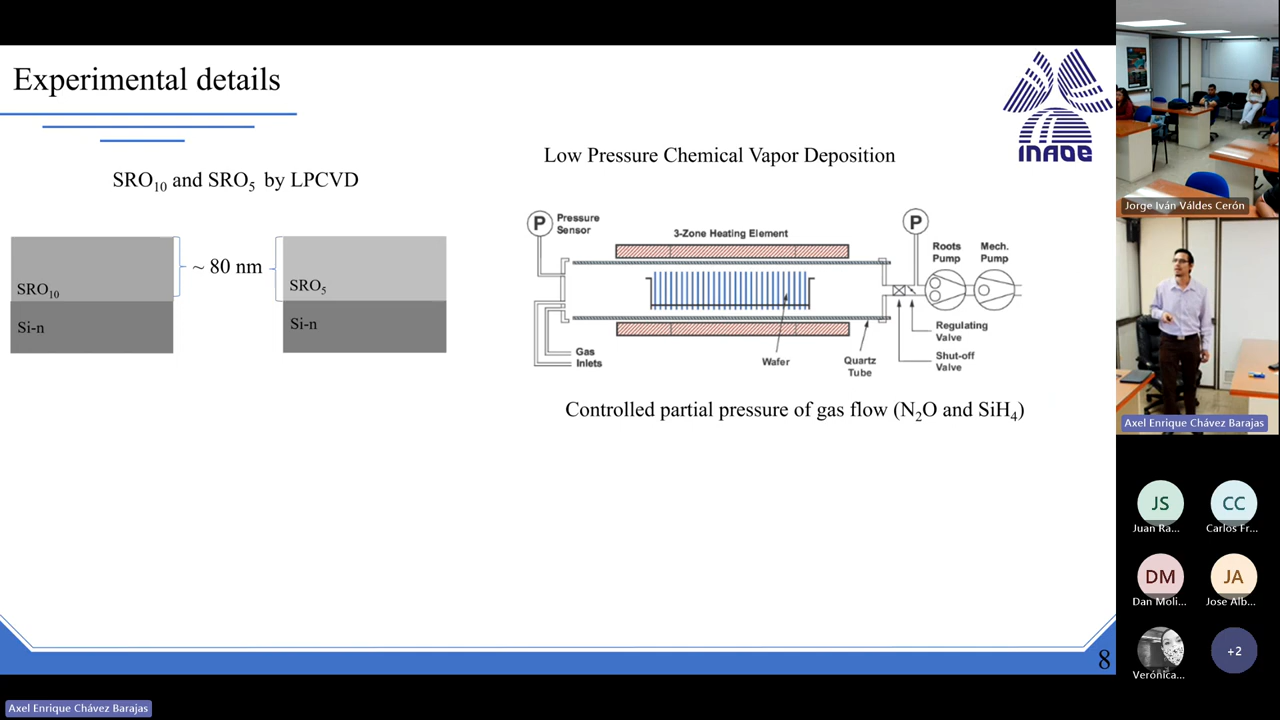 Experimental details
INAOE
SRO10 and SRO5 by LPCVD
~ 80 nm
SRO10
Si-n
SRO5
Si-n
Low Pressure Chemical Vapor Deposition
P
Pressure
Sensor
3-Zone Heating Element
P
Roots
Pump
Mech.
Pump
Gas
Inlets
Wafer
Quartz
Tube
Regulating
Valve
Shut-off
Valve
Controlled partial pressure of gas flow (N2O and SiH4)
8
Jorge Iván Váldes Cerón
Axel Enrique Chávez Barajas
JS
Juan Ra...
CC
Carlos Fr...
DM
Dan Moli...
JA
Jose Alb...
Verónica...
+2
Axel Enrique Chávez Barajas